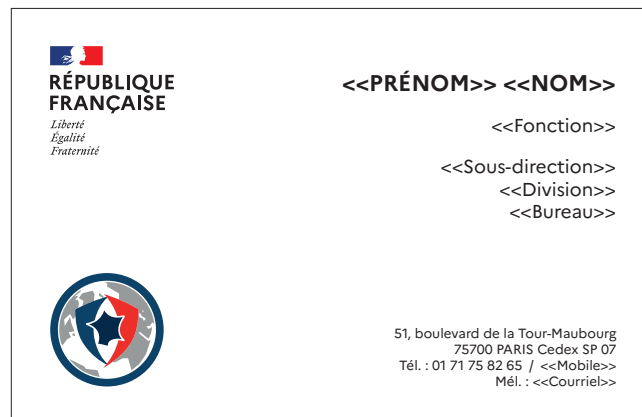 RÉPUBLIQUE
FRANÇAISE
Liberté
Égalité
Fraternité
<<PRÉNOM>> <<NOM>>
<<Fonction>>
<<Sous-direction>>
<<Division>>
<<Bureau>>
51, boulevard de la Tour-Maubourg
75700 PARIS Cedex SP 07
Tél. : 01 71 75 82 65 / <<Mobile>>
Mél. : <<Courriel>>